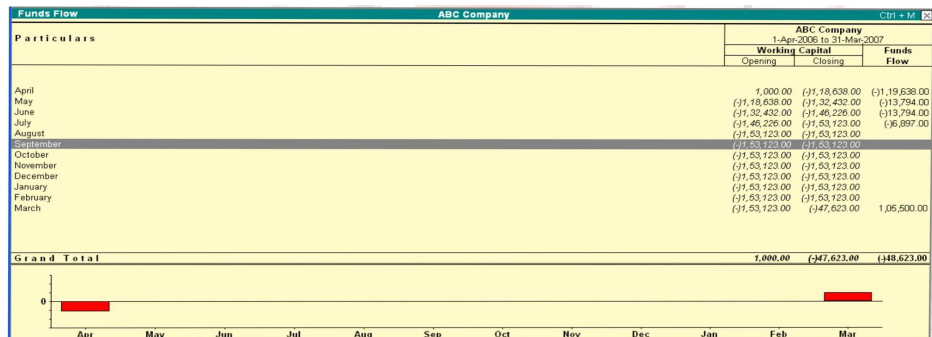 Funds Flow ABC Company Ctrl + M
Particulars ABC Company
1-Apr-2006 to 31-Mar-2007
Working Capital Funds
Opening Closing Flow
April 1,000.00 (-)1,18,638.00 (-)1,19,638.00
May (-)1,18,638.00 (-)1,32,432.00 (-)13,794.00
June (-)1,32,432.00 (-)1,46,226.00 (-)13,794.00
July (-)1,46,226.00 (-)1,53,123.00 (-)6,897.00
August (-)1,53,123.00 (-)1,53,123.00
September (-)1,53,123.00 (-)1,53,123.00
October (-)1,53,123.00 (-)1,53,123.00
November (-)1,53,123.00 (-)1,53,123.00
December (-)1,53,123.00 (-)1,53,123.00
January (-)1,53,123.00 (-)1,53,123.00
February (-)1,53,123.00 (-)1,53,123.00
March (-)1,53,123.00 (-)47,623.00 1,05,500.00
Grand Total 1,000.00 (-)47,623.00 (-)48,623.00
0
Apr May Jun Jul Aug Sep Oct Nov Dec Jan Feb Mar